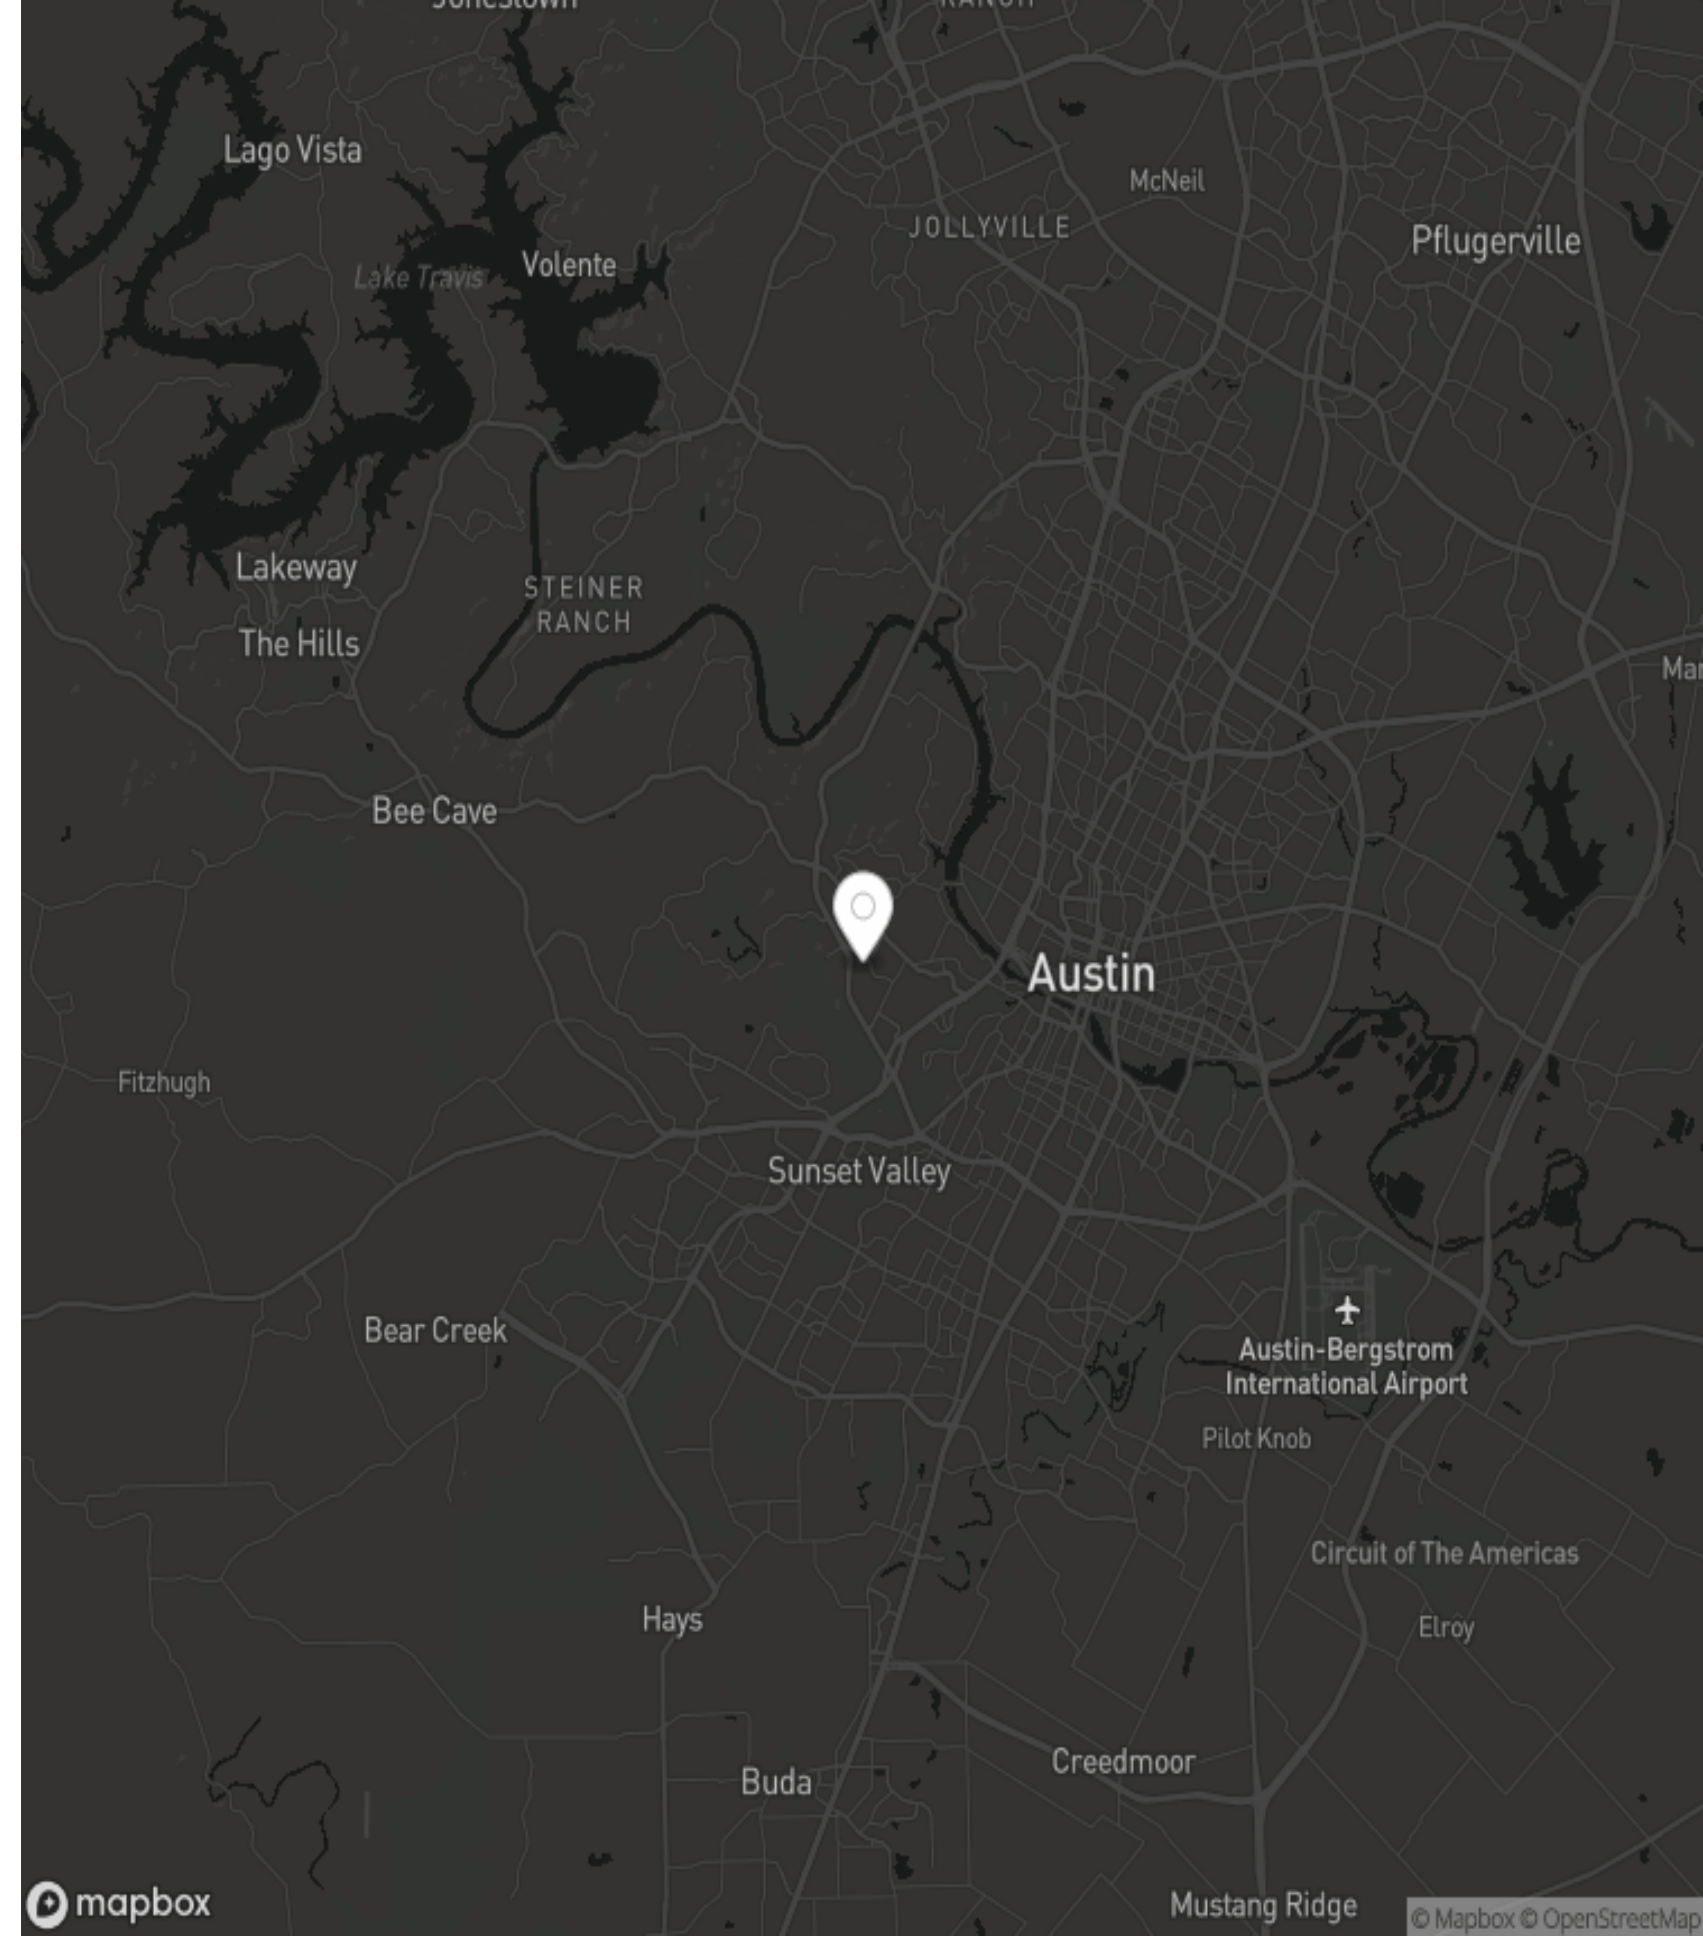 Jonestown
RANCH
Lago Vista
McNeil
JOLLYVILLE
Pflugerville
Volente
Lake Travis
Lakeway
STEINER
RANCH
The Hills
Bee Cave
Austin
Fitzhugh
Sunset Valley
Bear Creek
Austin-Bergstrom
International Airport
Pilot Knob
Circuit of The Americas
Hays
Elroy
Creedmoor
Buda
mapbox
Mustang Ridge
© Mapbox © OpenStreetMap